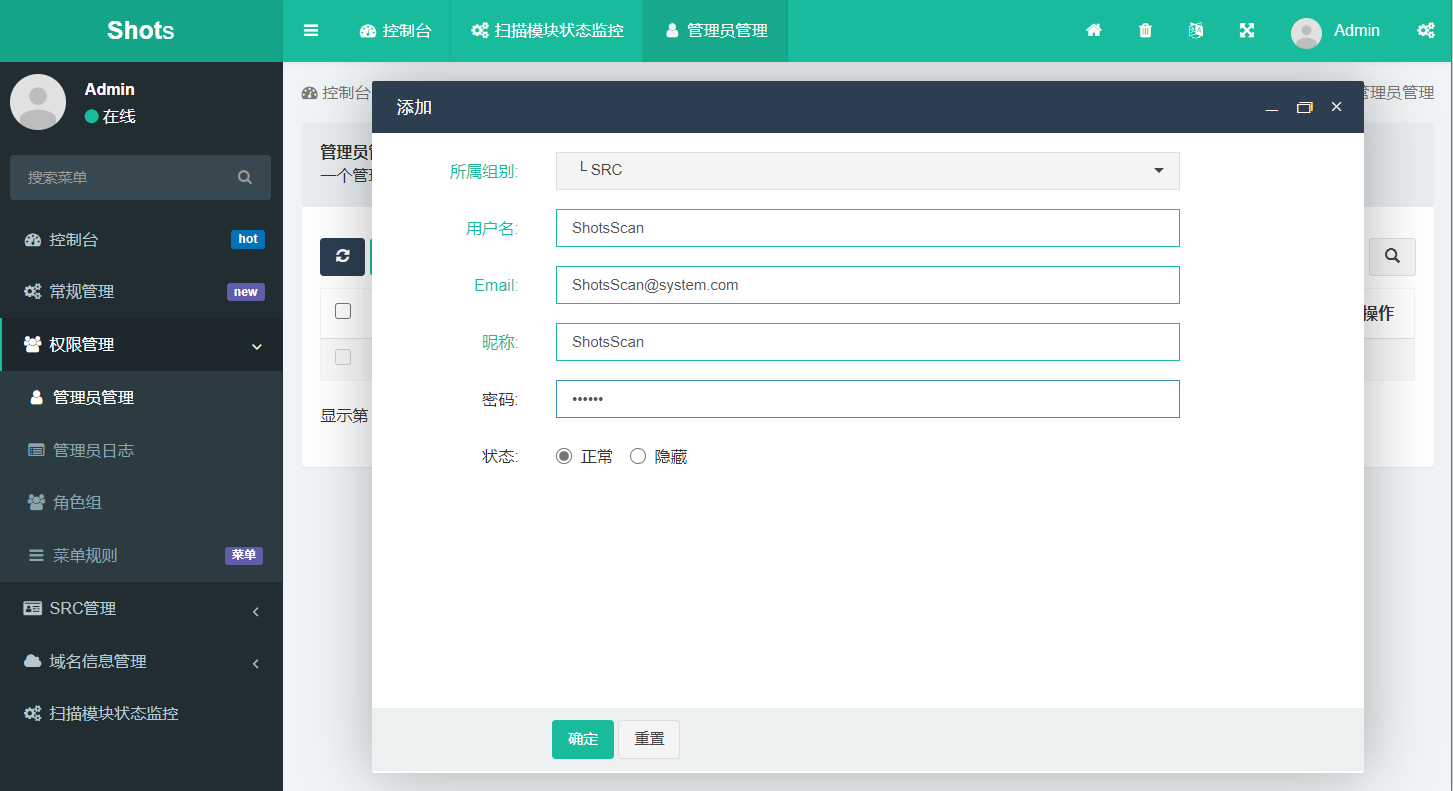 Shots
控制台
扫描模块状态监控
管理员管理
Admin
Admin
在线
搜索菜单
控制台 hot
常规管理 new
权限管理
管理员管理
管理员日志
角色组
菜单规则 菜单
SRC管理
域名信息管理
扫描模块状态监控
控制台
管理员管理
管理员
一个管
显示第
操作
添加
所属组别: └ SRC
用户名: ShotsScan
Email: ShotsScan@system.com
昵称: ShotsScan
密码: ••••••
状态: 正常 隐藏
确定 重置